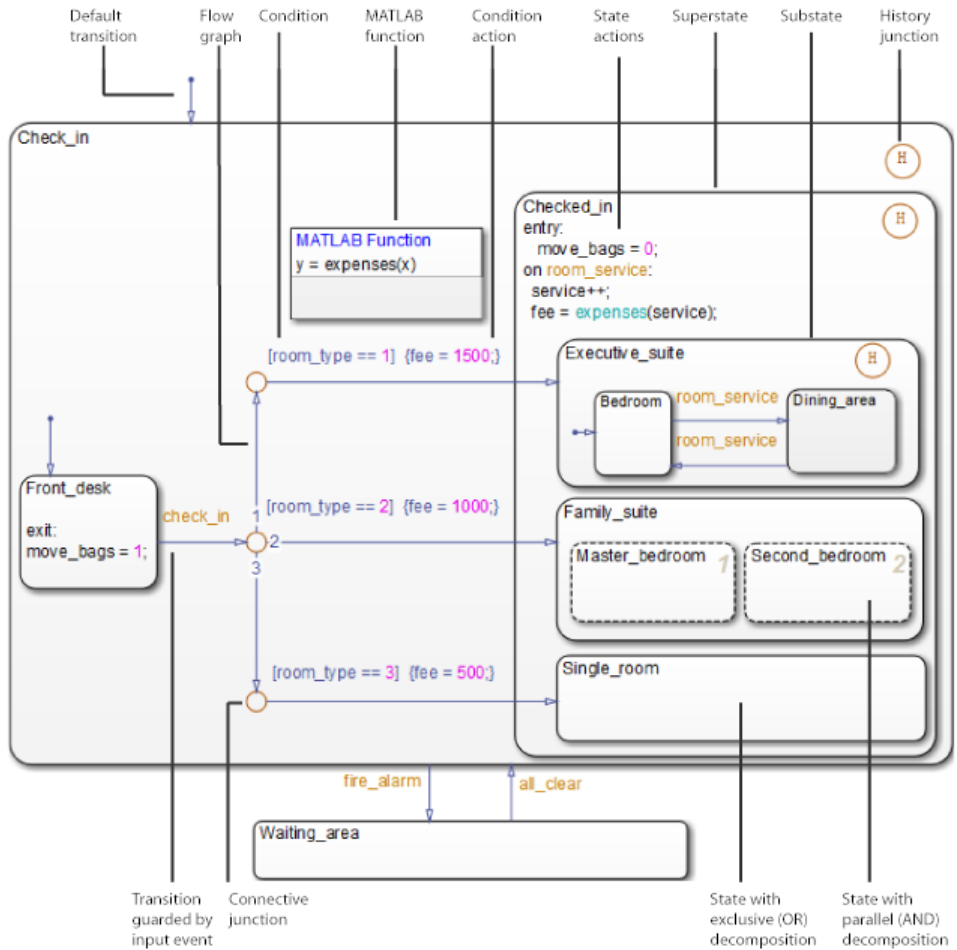 Default
transition
Flow
graph
Condition
MATLAB
function
Condition
action
State
actions
Superstate
Substate
History
junction
Check_in
H
Checked_in
entry:
move_bags = 0;
on room_service:
service++;
fee = expenses(service);
H
MATLAB Function
y = expenses(x)
[room_type == 1] {fee = 1500;}
Executive_suite
H
Bedroom
room_service
Dining_area
room_service
Front_desk
exit:
move_bags = 1;
check_in
1
2
3
[room_type == 2] {fee = 1000;}
Family_suite
Master_bedroom
1
Second_bedroom
2
[room_type == 3] {fee = 500;}
Single_room
fire_alarm
all_clear
Waiting_area
Transition
guarded by
input event
Connective
junction
State with
exclusive (OR)
decomposition
State with
parallel (AND)
decomposition